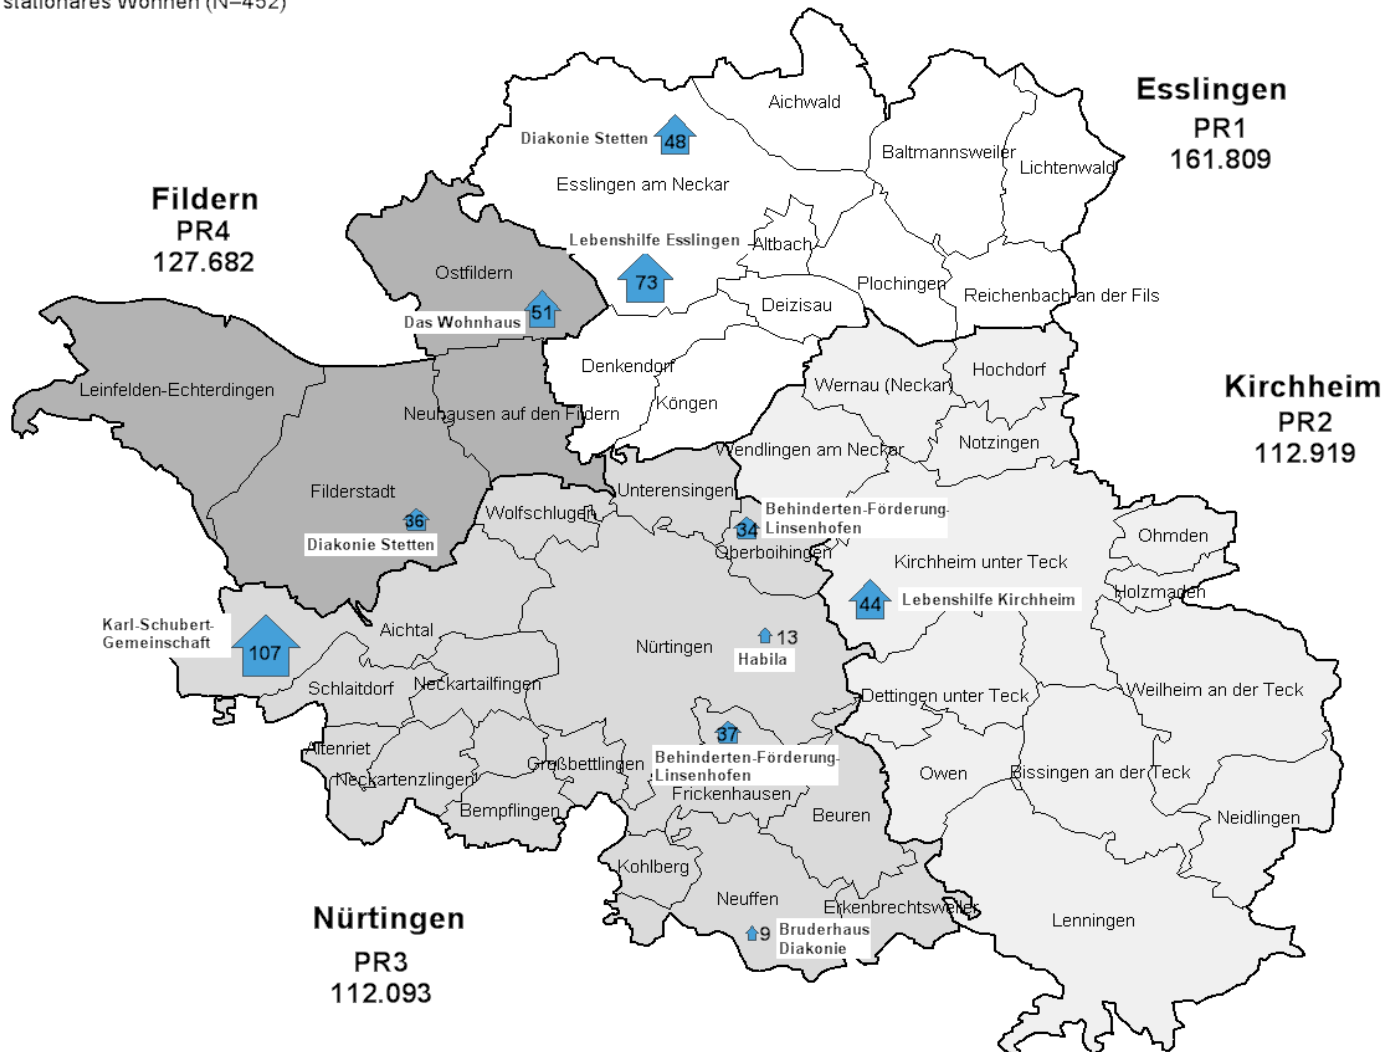 stationäres Wohnen (N=452)
Esslingen
PR1
161.809
Aichwald
Diakonie Stetten
48
Baltmannsweiler
Lichtenwald
Esslingen am Neckar
Fildern
PR4
127.682
Lebenshilfe Esslingen
Altbach
73
Ostfildern
Plochingen
Reichenbach an der Fils
Deizisau
51
Das Wohnhaus
Denkendorf
Hochdorf
Wernau (Neckar)
Leinfelden-Echterdingen
Kirchheim
PR2
112.919
Köngen
Neuhausen auf den Fildern
Notzingen
Wendlingen am Neckar
Filderstadt
Unterensingen
36
Diakonie Stetten
Wolfschlugen
34
Behinderten-Förderung-
Linsenhofen
Oberboihingen
Ohmden
Kirchheim unter Teck
Holzmaden
44
Lebenshilfe Kirchheim
Karl-Schubert-
Gemeinschaft
107
Aichtal
Nürtingen
13
Habila
Schlaitdorf
Neckartailfingen
Dettingen unter Teck
Weilheim an der Teck
37
Behinderten-Förderung-
Linsenhofen
Altenriet
Neckartenzlingen
Großbettlingen
Owen
Bissingen an der Teck
Frickenhausen
Bempflingen
Beuren
Neidlingen
Kohlberg
Neuffen
Erkenbrechtsweiler
Lenningen
9
Bruderhaus
Diakonie
Nürtingen
PR3
112.093